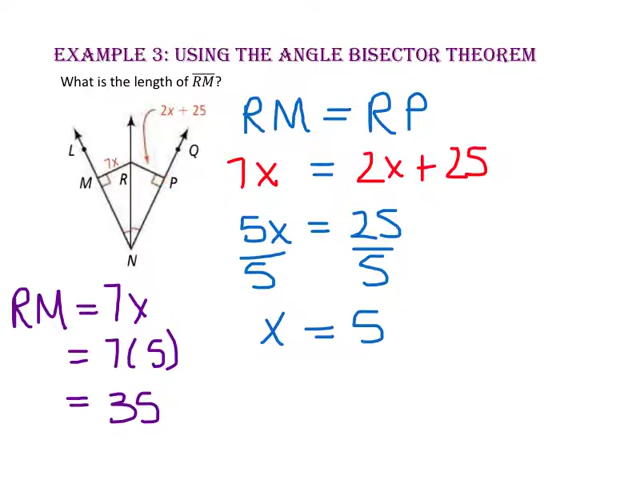 EXAMPLE 3: USING THE ANGLE BISECTOR THEOREM
What is the length of R̅M̅?
2x + 25
L
Q
7x
M
R
P
N
RM = RP
7x = 2x + 25
5x/5 = 25/5
x = 5
RM = 7x
= 7(5)
= 35